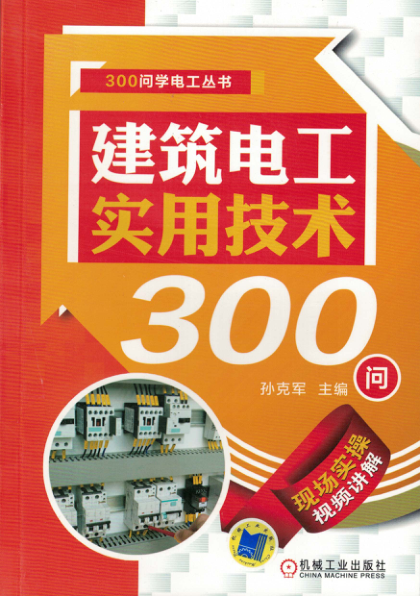 300问学电工丛书
建筑电工
实用技术
300
问
孙克军 主编
现场实操
视频讲解
机械工业出版社
CHINA MACHINE PRESS